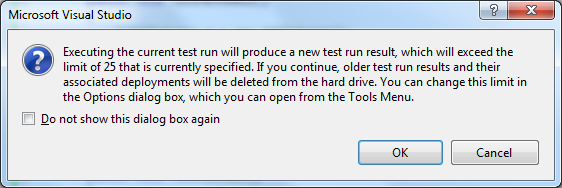 Microsoft Visual Studio
Executing the current test run will produce a new test run result, which will exceed the
limit of 25 that is currently specified. If you continue, older test run results and their
associated deployments will be deleted from the hard drive. You can change this limit in
the Options dialog box, which you can open from the Tools Menu.
Do not show this dialog box again
OK Cancel